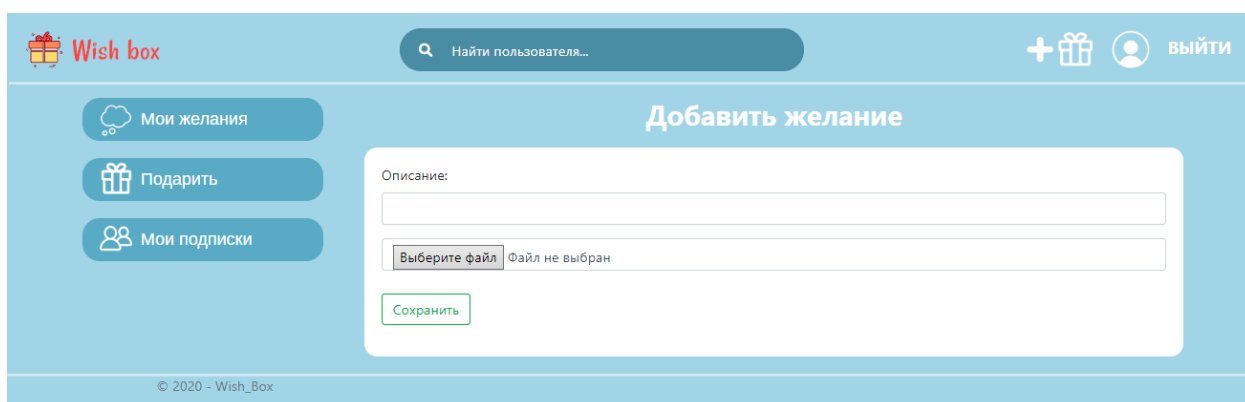 Wish box
Найти пользователя...
ВЫЙТИ
Мои желания
Подарить
Мои подписки
Добавить желание
Описание:
Выберите файл Файл не выбран
Сохранить
© 2020 - Wish_Box